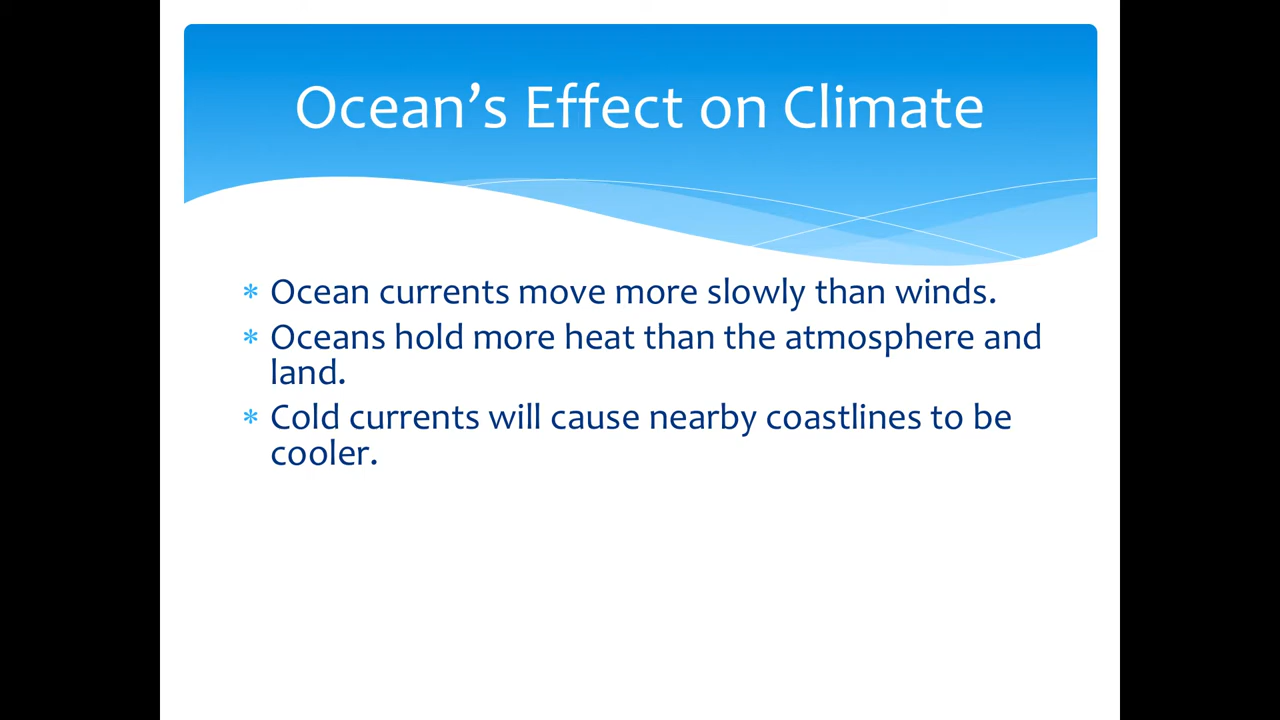 Ocean’s Effect on Climate
* Ocean currents move more slowly than winds.
* Oceans hold more heat than the atmosphere and
land.
* Cold currents will cause nearby coastlines to be
cooler.